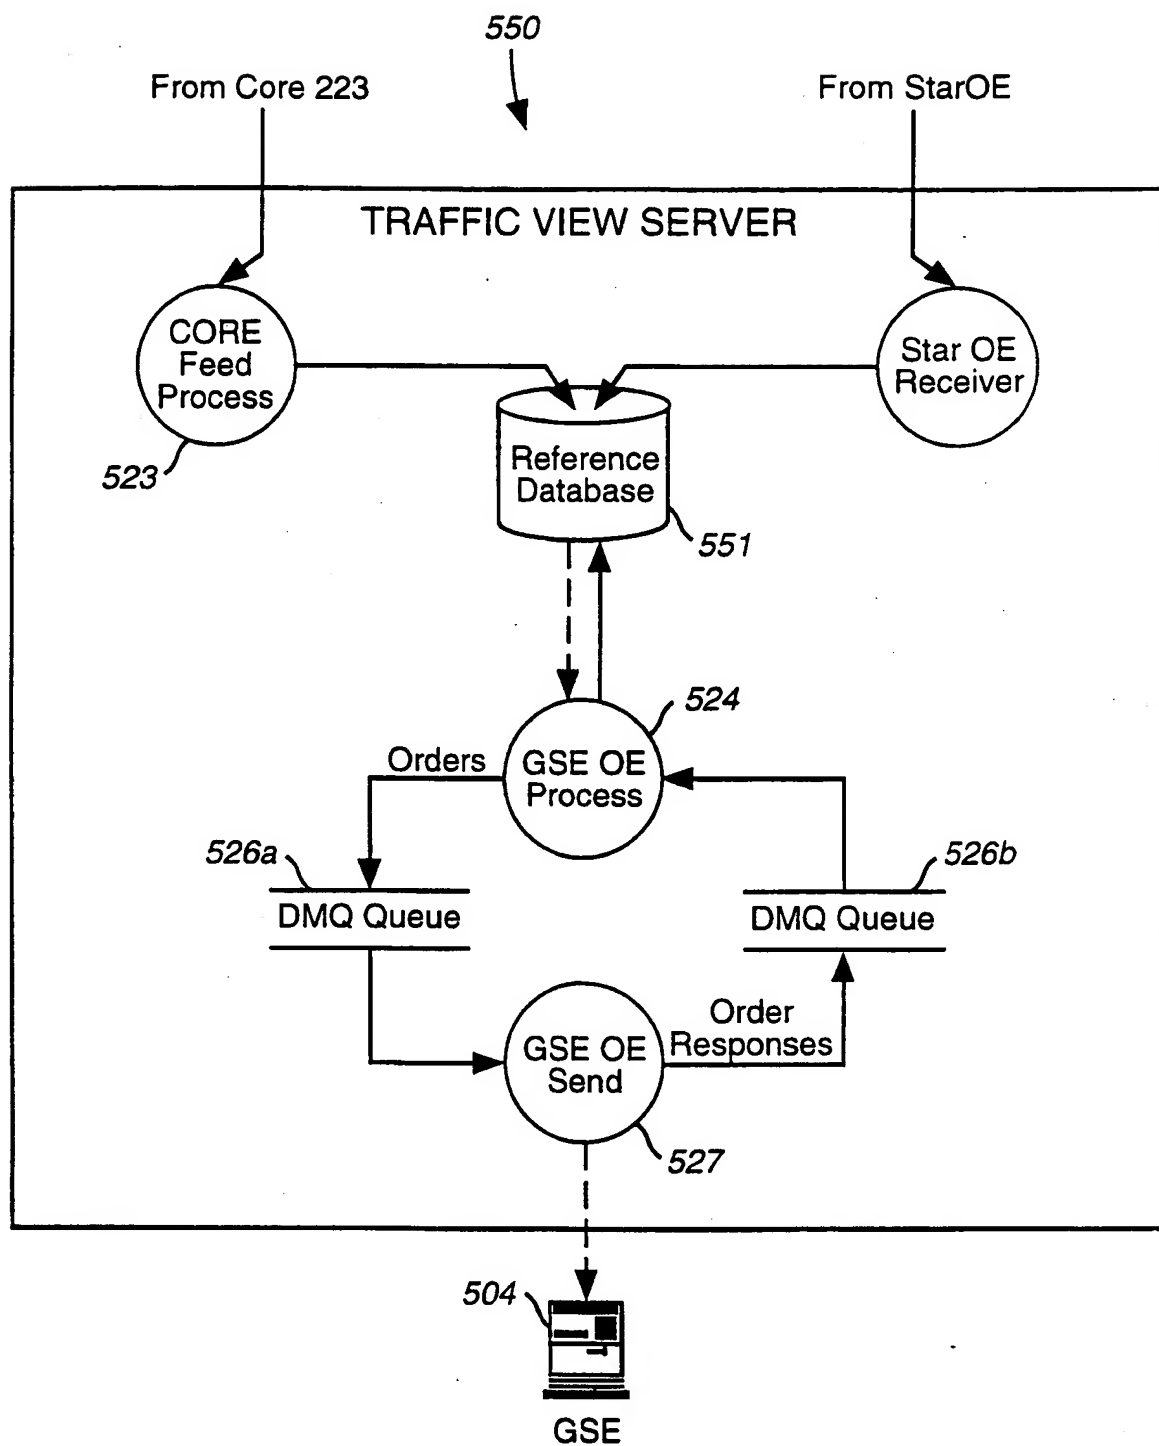 550
From Core 223
From StarOE
TRAFFIC VIEW SERVER
CORE
Feed
Process
523
Star OE
Receiver
Reference
Database
551
524
GSE OE
Process
Orders
526a
526b
DMQ Queue
DMQ Queue
GSE OE
Send
Order
Responses
527
504
GSE